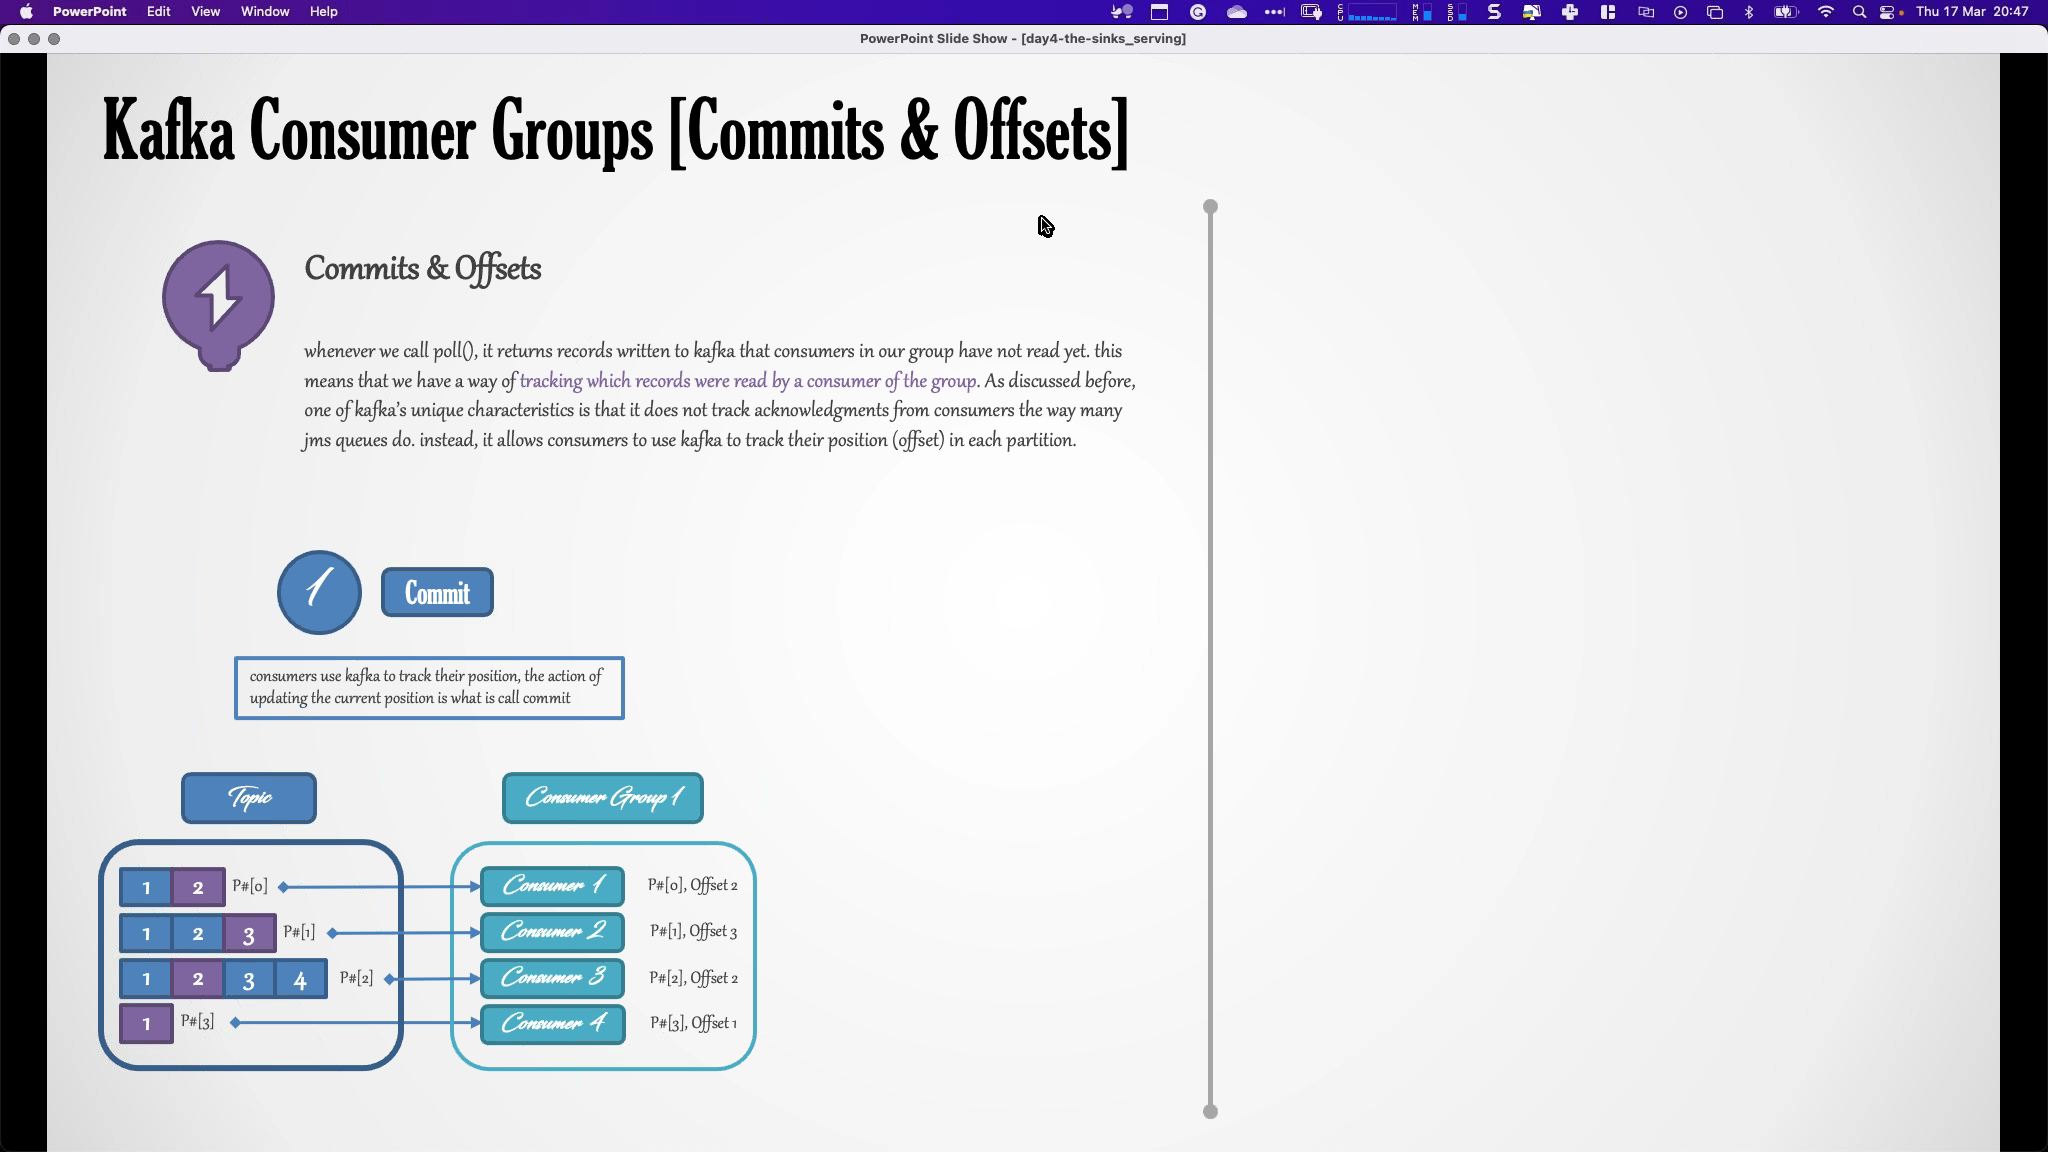 PowerPoint Edit View Window Help
CPU MEM SSD Thu 17 Mar 20:47
PowerPoint Slide Show - [day4-the-sinks_serving]
Kafka Consumer Groups [Commits & Offsets]
Commits & Offsets
whenever we call poll(), it returns records written to kafka that consumers in our group have not read yet. this
means that we have a way of tracking which records were read by a consumer of the group. As discussed before,
one of kafka's unique characteristics is that it does not track acknowledgments from consumers the way many
jms queues do. instead, it allows consumers to use kafka to track their position (offset) in each partition.
1 Commit
consumers use kafka to track their position, the action of
updating the current position is what is call commit
Topic Consumer Group 1
1 2 P#[0] Consumer 1 P#[0], Offset 2
1 2 3 P#[1] Consumer 2 P#[1], Offset 3
1 2 3 4 P#[2] Consumer 3 P#[2], Offset 2
1 P#[3] Consumer 4 P#[3], Offset 1